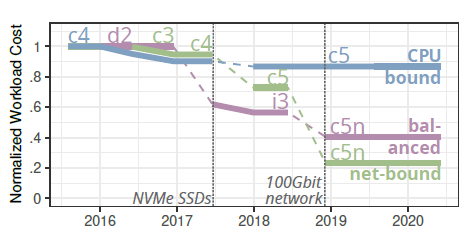 Normalized Workload Cost
1
.8
.6
.4
.2
0
c4 d2 c3 c4
c5 CPU
bound
c5
i3
c5n bal-
anced
c5n
net-bound
NVMe SSDs
100Gbit
network
2016 2017 2018 2019 2020